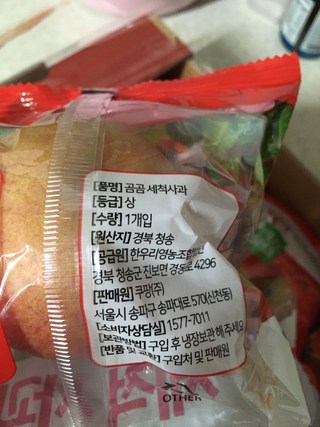 [품명] 곰곰 세척사과
[등급] 상
[수량] 1개입
[원산지] 경북 청송
[공급원] 한우리영농조합법인
경북 청송군 진보면 경동로 4296
[판매원] 쿠팡(주)
서울시 송파구 송파대로 570(신천동)
[소비자상담실] 1577-7011
[보관방법] 구입 후 냉장보관 해 주세요
[반품 및 교환] 구입처 및 판매원
OTHER